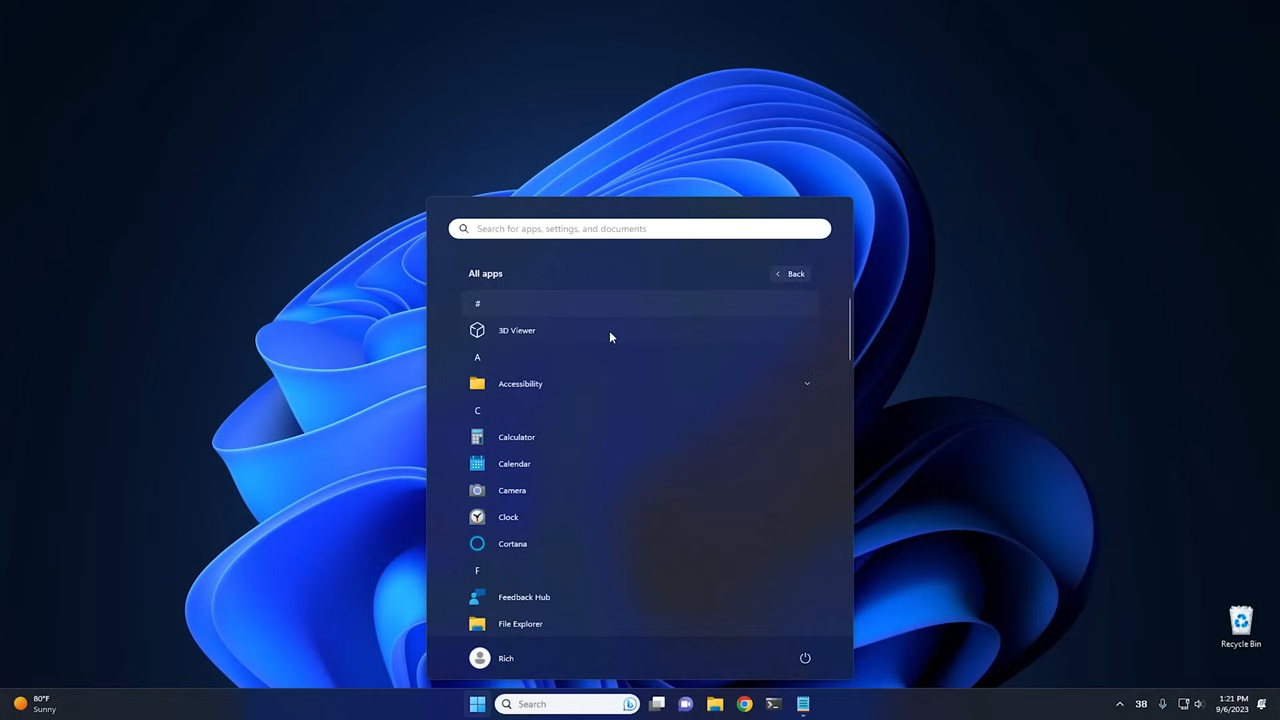 Search for apps, settings, and documents
All apps
Back
#
3D Viewer
A
Accessibility
C
Calculator
Calendar
Camera
Clock
Cortana
F
Feedback Hub
File Explorer
Rich
Recycle Bin
80°F
Sunny
Search
38
1:21 PM
9/6/2023